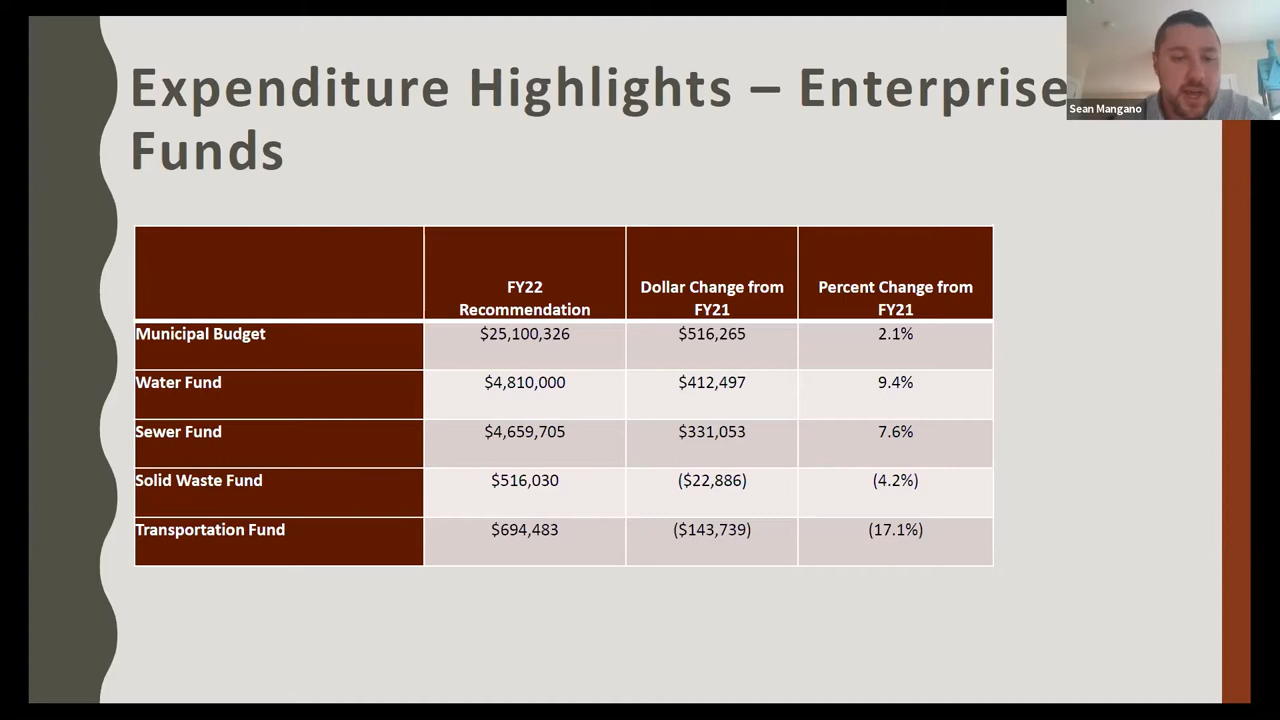 Expenditure Highlights – Enterprise
Funds
Sean Mangano
FY22
Recommendation
Dollar Change from
FY21
Percent Change from
FY21
Municipal Budget $25,100,326 $516,265 2.1%
Water Fund $4,810,000 $412,497 9.4%
Sewer Fund $4,659,705 $331,053 7.6%
Solid Waste Fund $516,030 ($22,886) (4.2%)
Transportation Fund $694,483 ($143,739) (17.1%)